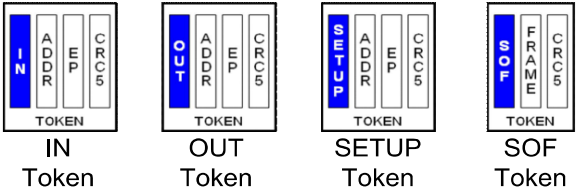 IN ADDR EP CRC5
TOKEN
IN
Token
OUT ADDR EP CRC5
TOKEN
OUT
Token
SETUP ADDR EP CRC5
TOKEN
SETUP
Token
SOF FRAME CRC5
TOKEN
SOF
Token